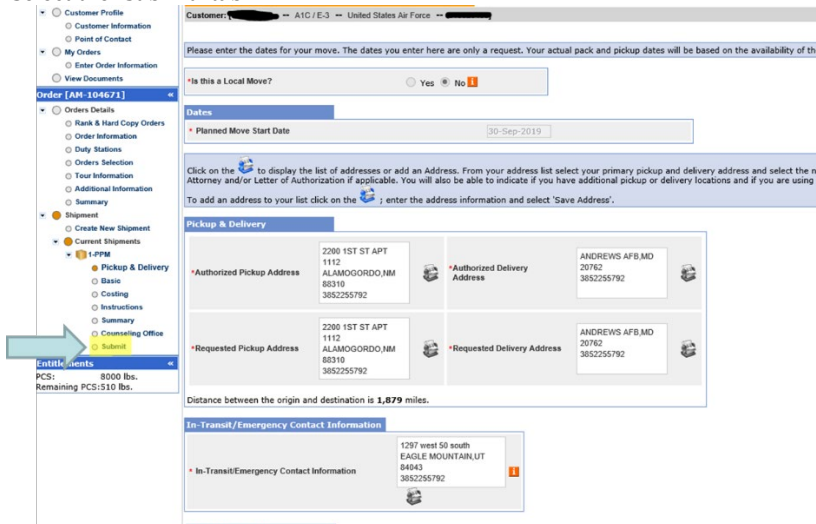 Customer Profile
Customer Information
Point of Contact
My Orders
Enter Order Information
View Documents
Order [AM-104671] «
Orders Details
Rank & Hard Copy Orders
Order Information
Duty Stations
Orders Selection
Tour Information
Additional Information
Summary
Shipment
Create New Shipment
Current Shipments
1-PPM
Pickup & Delivery
Basic
Costing
Instructions
Summary
Counseling Office
Submit
Entitlements «
PCS: 8000 lbs.
Remaining PCS:510 lbs.
Customer: -- A1C / E-3 -- United States Air Force --
Please enter the dates for your move. The dates you enter here are only a request. Your actual pack and pickup dates will be based on the availability of th
*Is this a Local Move? Yes No i
Dates
* Planned Move Start Date 30-Sep-2019
Click on the to display the list of addresses or add an Address. From your address list select your primary pickup and delivery address and select the n
Attorney and/or Letter of Authorization if applicable. You will also be able to indicate if you have additional pickup or delivery locations and if you are using
To add an address to your list click on the ; enter the address information and select 'Save Address'.
Pickup & Delivery
*Authorized Pickup Address
2200 1ST ST APT
1112
ALAMOGORDO,NM
88310
3852255792
*Authorized Delivery
Address
ANDREWS AFB,MD
20762
3852255792
*Requested Pickup Address
2200 1ST ST APT
1112
ALAMOGORDO,NM
88310
3852255792
*Requested Delivery Address
ANDREWS AFB,MD
20762
3852255792
Distance between the origin and destination is 1,879 miles.
In-Transit/Emergency Contact Information
* In-Transit/Emergency Contact Information
1297 west 50 south
EAGLE MOUNTAIN,UT
84043
3852255792
i